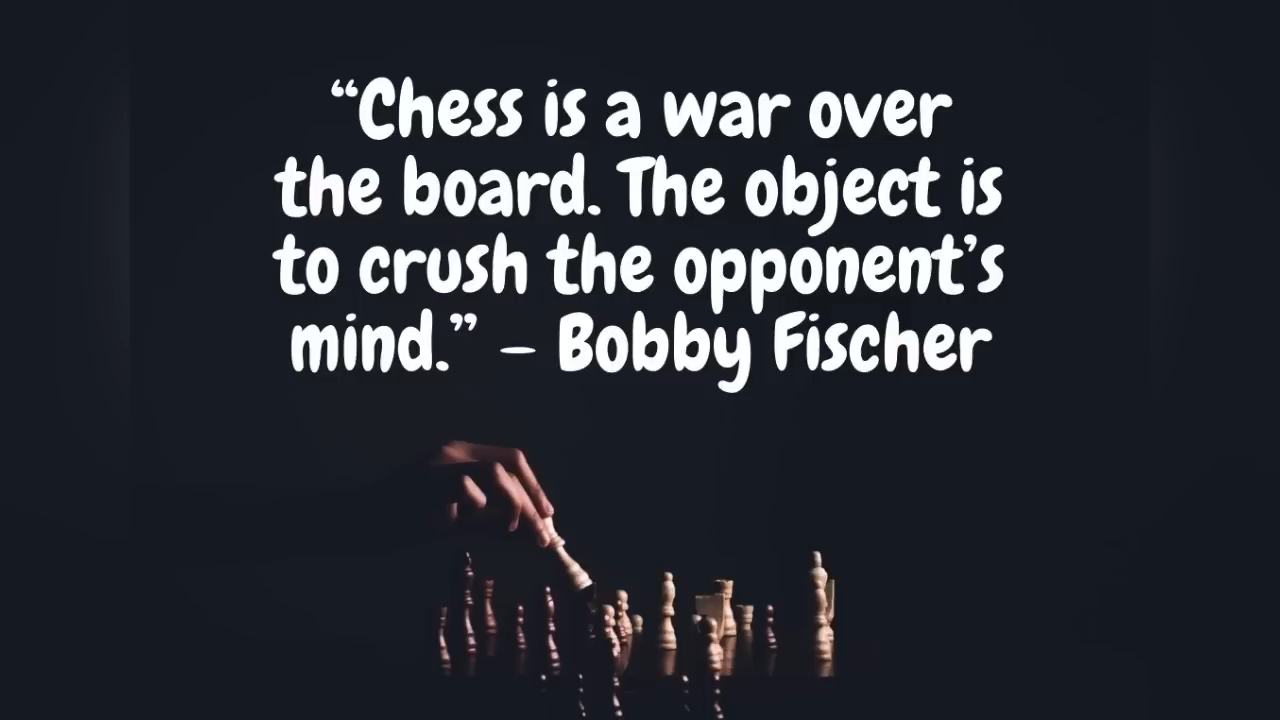 “Chess is a war over
the board. The object is
to crush the opponent’s
mind.” – Bobby Fischer